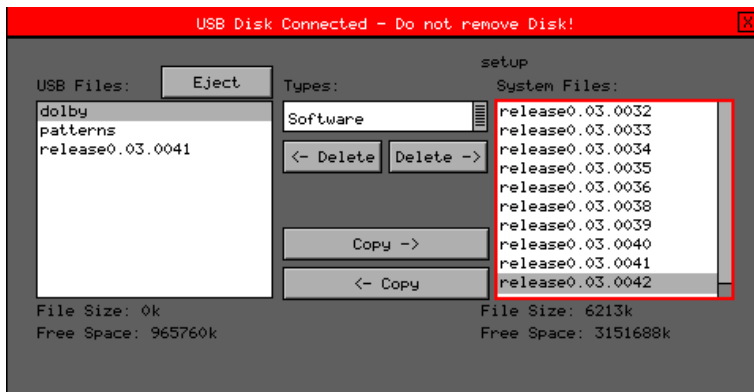 USB Disk Connected - Do not remove Disk!
X
setup
USB Files:
Eject
Types:
System Files:
dolby
patterns
release0.03.0041
Software
<- Delete
Delete ->
Copy ->
<- Copy
release0.03.0032
release0.03.0033
release0.03.0034
release0.03.0035
release0.03.0036
release0.03.0038
release0.03.0039
release0.03.0040
release0.03.0041
release0.03.0042
File Size: 0k
Free Space: 965760k
File Size: 6213k
Free Space: 3151688k